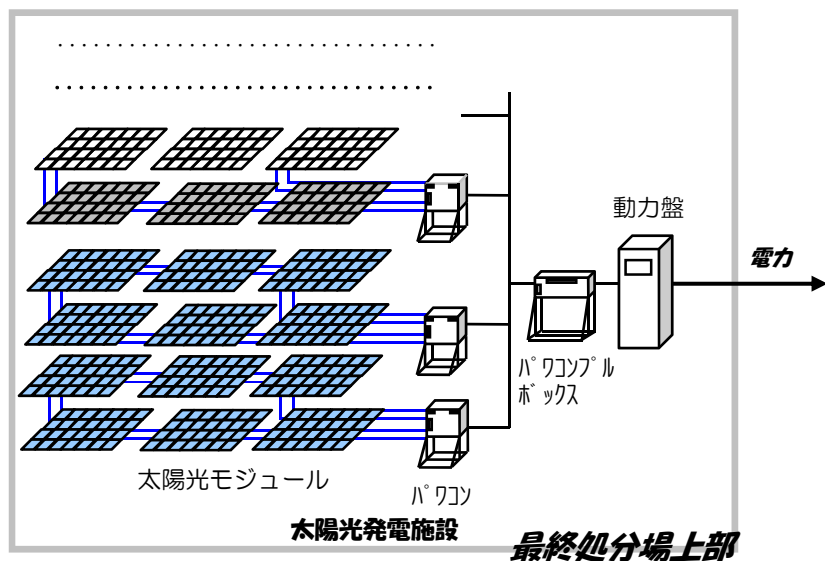 動力盤
電力
パワコンプル
ボックス
太陽光モジュール
パワコン
太陽光発電施設
最終処分場上部